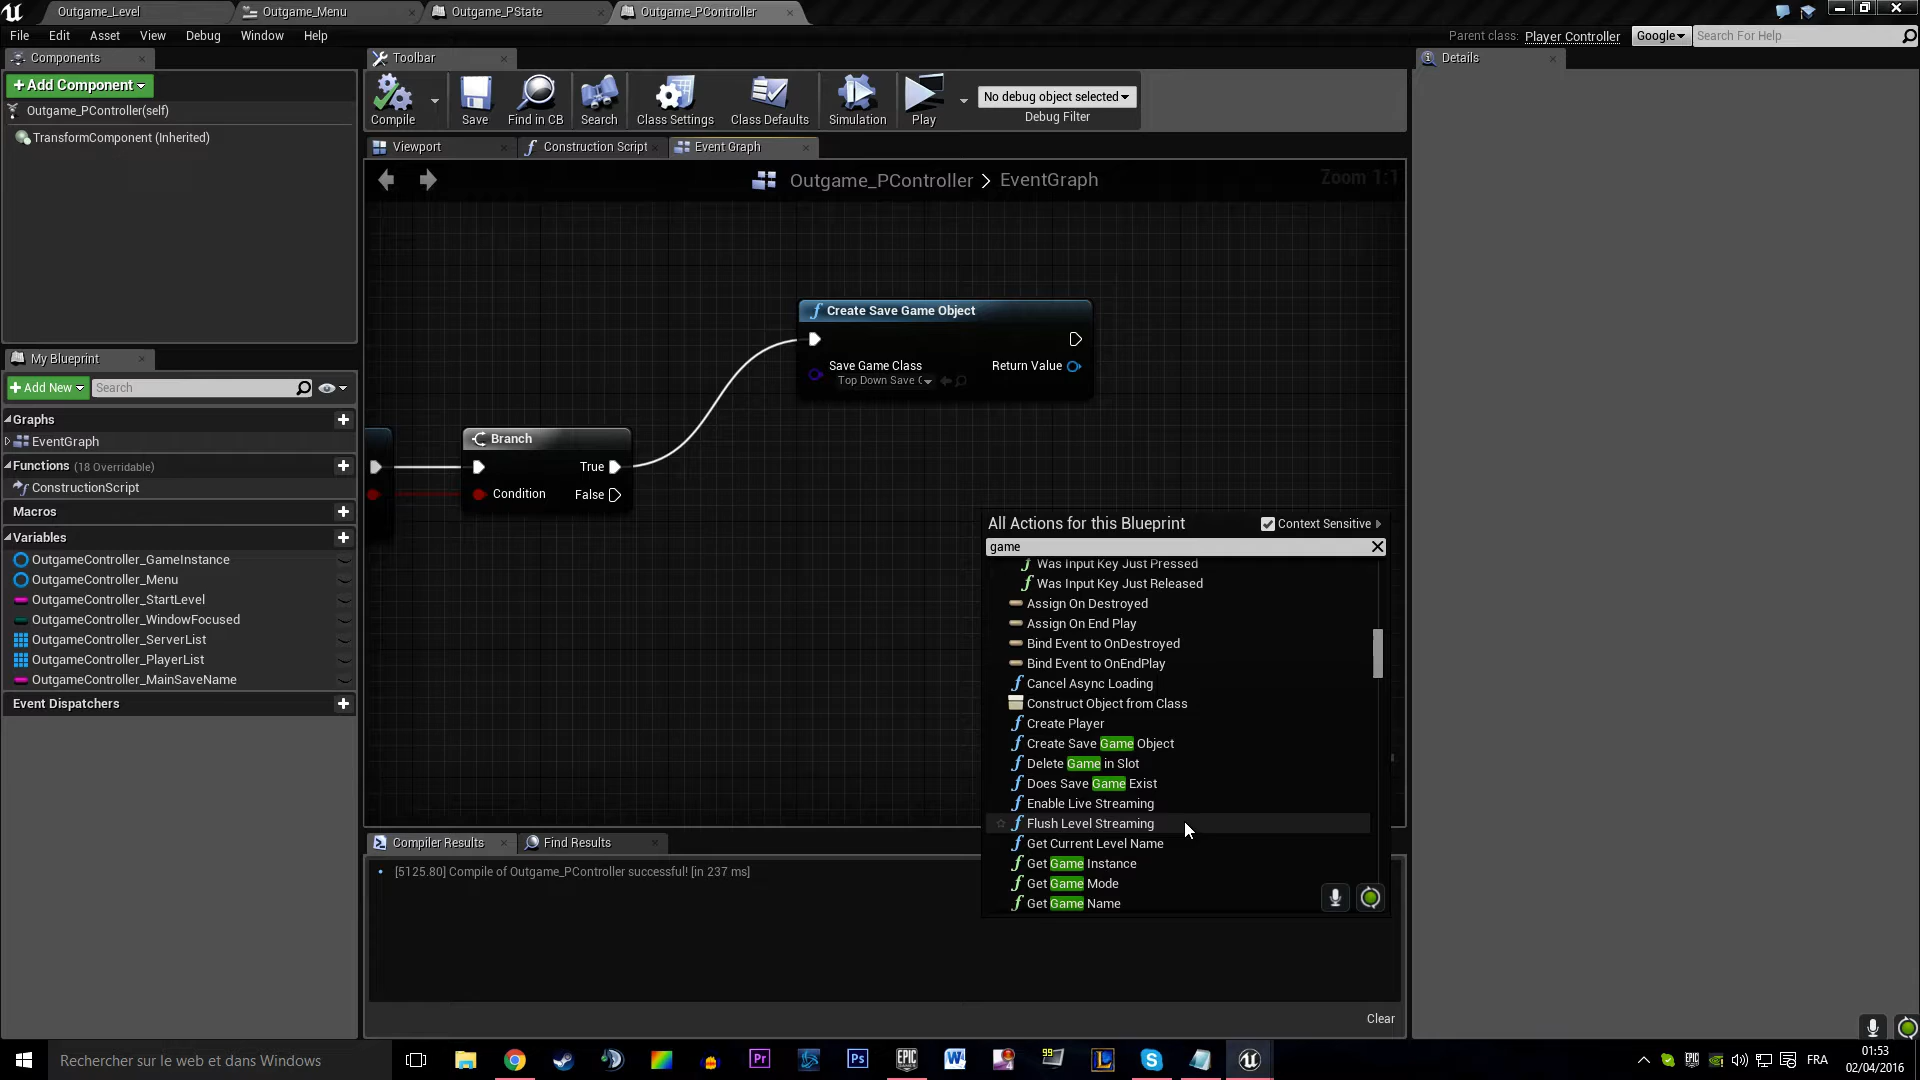 Outgame_Level
Outgame_Menu
Outgame_PState
Outgame_PController
File Edit Asset View Debug Window Help
Parent class: Player Controller
Google
Search For Help
Components
+Add Component
Outgame_PController(self)
TransformComponent (Inherited)
Toolbar
Compile
Save
Find in CB
Search
Class Settings
Class Defaults
Simulation
Play
No debug object selected
Debug Filter
Details
Viewport
Construction Script
Event Graph
Outgame_PController > EventGraph
Zoom 1:1
Create Save Game Object
Save Game Class
Top Down Save
Return Value
Branch
True
Condition
False
My Blueprint
+Add New
Search
Graphs
EventGraph
Functions (18 Overridable)
ConstructionScript
Macros
Variables
OutgameController_GameInstance
OutgameController_Menu
OutgameController_StartLevel
OutgameController_WindowFocused
OutgameController_ServerList
OutgameController_PlayerList
OutgameController_MainSaveName
Event Dispatchers
All Actions for this Blueprint
Context Sensitive
game
Was Input Key Just Pressed
Was Input Key Just Released
Assign On Destroyed
Assign On End Play
Bind Event to OnDestroyed
Bind Event to OnEndPlay
Cancel Async Loading
Construct Object from Class
Create Player
Create Save Game Object
Delete Game in Slot
Does Save Game Exist
Enable Live Streaming
Flush Level Streaming
Get Current Level Name
Get Game Instance
Get Game Mode
Get Game Name
Compiler Results
Find Results
[5125.80] Compile of Outgame_PController successful! [in 237 ms]
Clear
Rechercher sur le web et dans Windows
FRA
01:53
02/04/2016